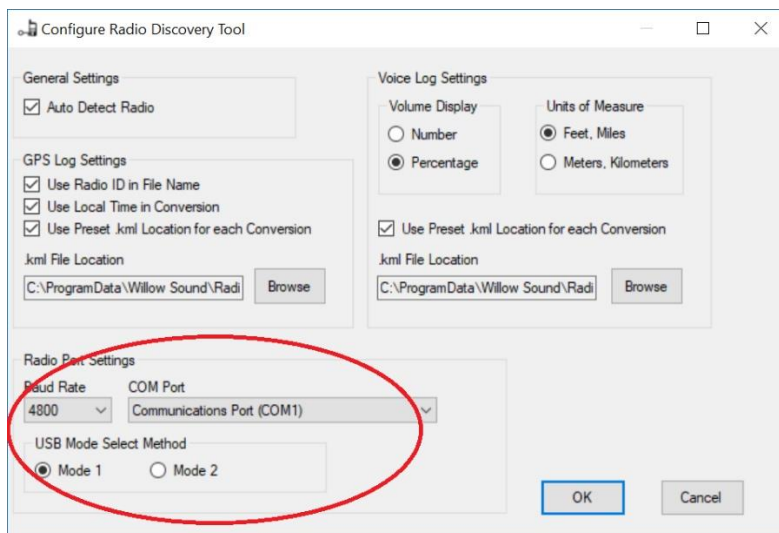 Configure Radio Discovery Tool
General Settings
Auto Detect Radio
GPS Log Settings
Use Radio ID in File Name
Use Local Time in Conversion
Use Preset .kml Location for each Conversion
.kml File Location
C:\ProgramData\Willow Sound\Radi
Browse
Voice Log Settings
Volume Display
Number
Percentage
Units of Measure
Feet, Miles
Meters, Kilometers
Use Preset .kml Location for each Conversion
.kml File Location
C:\ProgramData\Willow Sound\Radi
Browse
Radio Port Settings
Baud Rate
COM Port
4800
Communications Port (COM1)
USB Mode Select Method
Mode 1
Mode 2
OK
Cancel